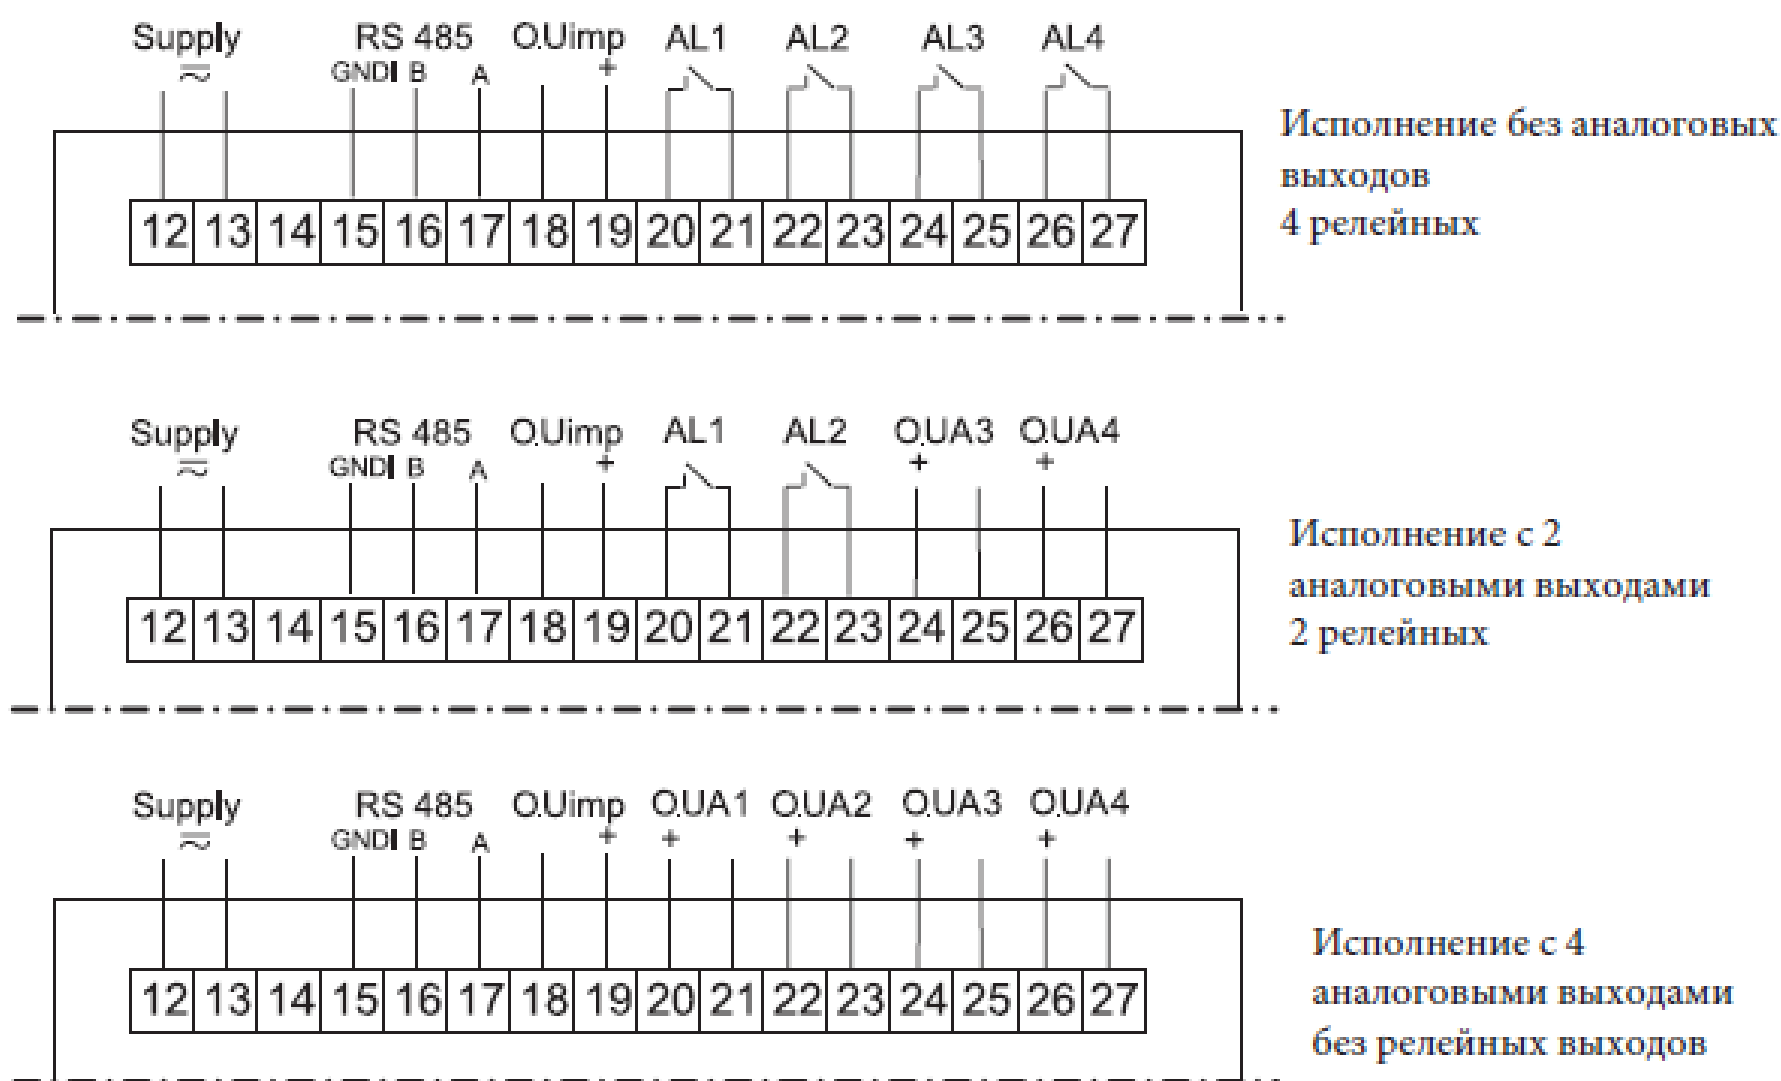 Supply RS 485 O.Uimp AL1 AL2 AL3 AL4
GNDI B A +
12 13 14 15 16 17 18 19 20 21 22 23 24 25 26 27
Исполнение без аналоговых
выходов
4 релейных
Supply RS 485 O.Uimp AL1 AL2 O.UA3 O.UA4
GNDI B A + + +
12 13 14 15 16 17 18 19 20 21 22 23 24 25 26 27
Исполнение с 2
аналоговыми выходами
2 релейных
Supply RS 485 O.Uimp O.UA1 O.UA2 O.UA3 O.UA4
GNDI B A + + + + +
12 13 14 15 16 17 18 19 20 21 22 23 24 25 26 27
Исполнение с 4
аналоговыми выходами
без релейных выходов